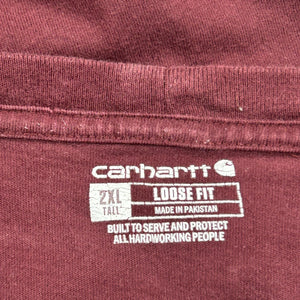 carhartt
2XL
TALL
LOOSE FIT
MADE IN PAKISTAN
BUILT TO SERVE AND PROTECT
ALL HARDWORKING PEOPLE